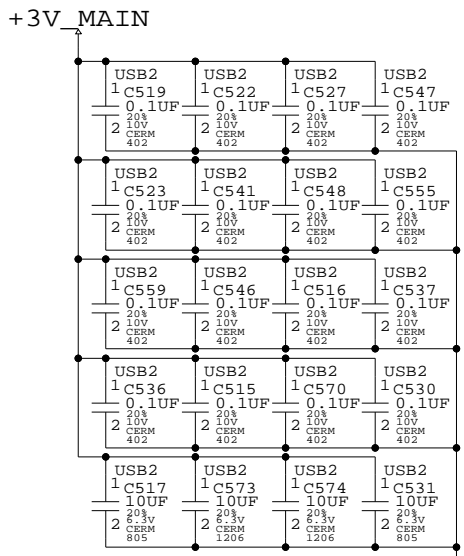 +3V_MAIN
USB2 USB2 USB2 USB2
1 C519 1 C522 1 C527 1 C547
0.1UF 0.1UF 0.1UF 0.1UF
20% 20% 20% 20%
2 10V 2 10V 2 10V 2 10V
CERM CERM CERM CERM
402 402 402 402
USB2 USB2 USB2 USB2
1 C523 1 C541 1 C548 1 C555
0.1UF 0.1UF 0.1UF 0.1UF
20% 20% 20% 20%
2 10V 2 10V 2 10V 2 10V
CERM CERM CERM CERM
402 402 402 402
USB2 USB2 USB2 USB2
1 C559 1 C546 1 C516 1 C537
0.1UF 0.1UF 0.1UF 0.1UF
20% 20% 20% 20%
2 10V 2 10V 2 10V 2 10V
CERM CERM CERM CERM
402 402 402 402
USB2 USB2 USB2 USB2
1 C536 1 C515 1 C570 1 C530
0.1UF 0.1UF 0.1UF 0.1UF
20% 20% 20% 20%
2 10V 2 10V 2 10V 2 10V
CERM CERM CERM CERM
402 402 402 402
USB2 USB2 USB2 USB2
1 C517 1 C573 1 C574 1 C531
10UF 10UF 10UF 10UF
20% 20% 20% 20%
2 6.3V 2 6.3V 2 6.3V 2 6.3V
CERM CERM CERM CERM
805 1206 1206 805